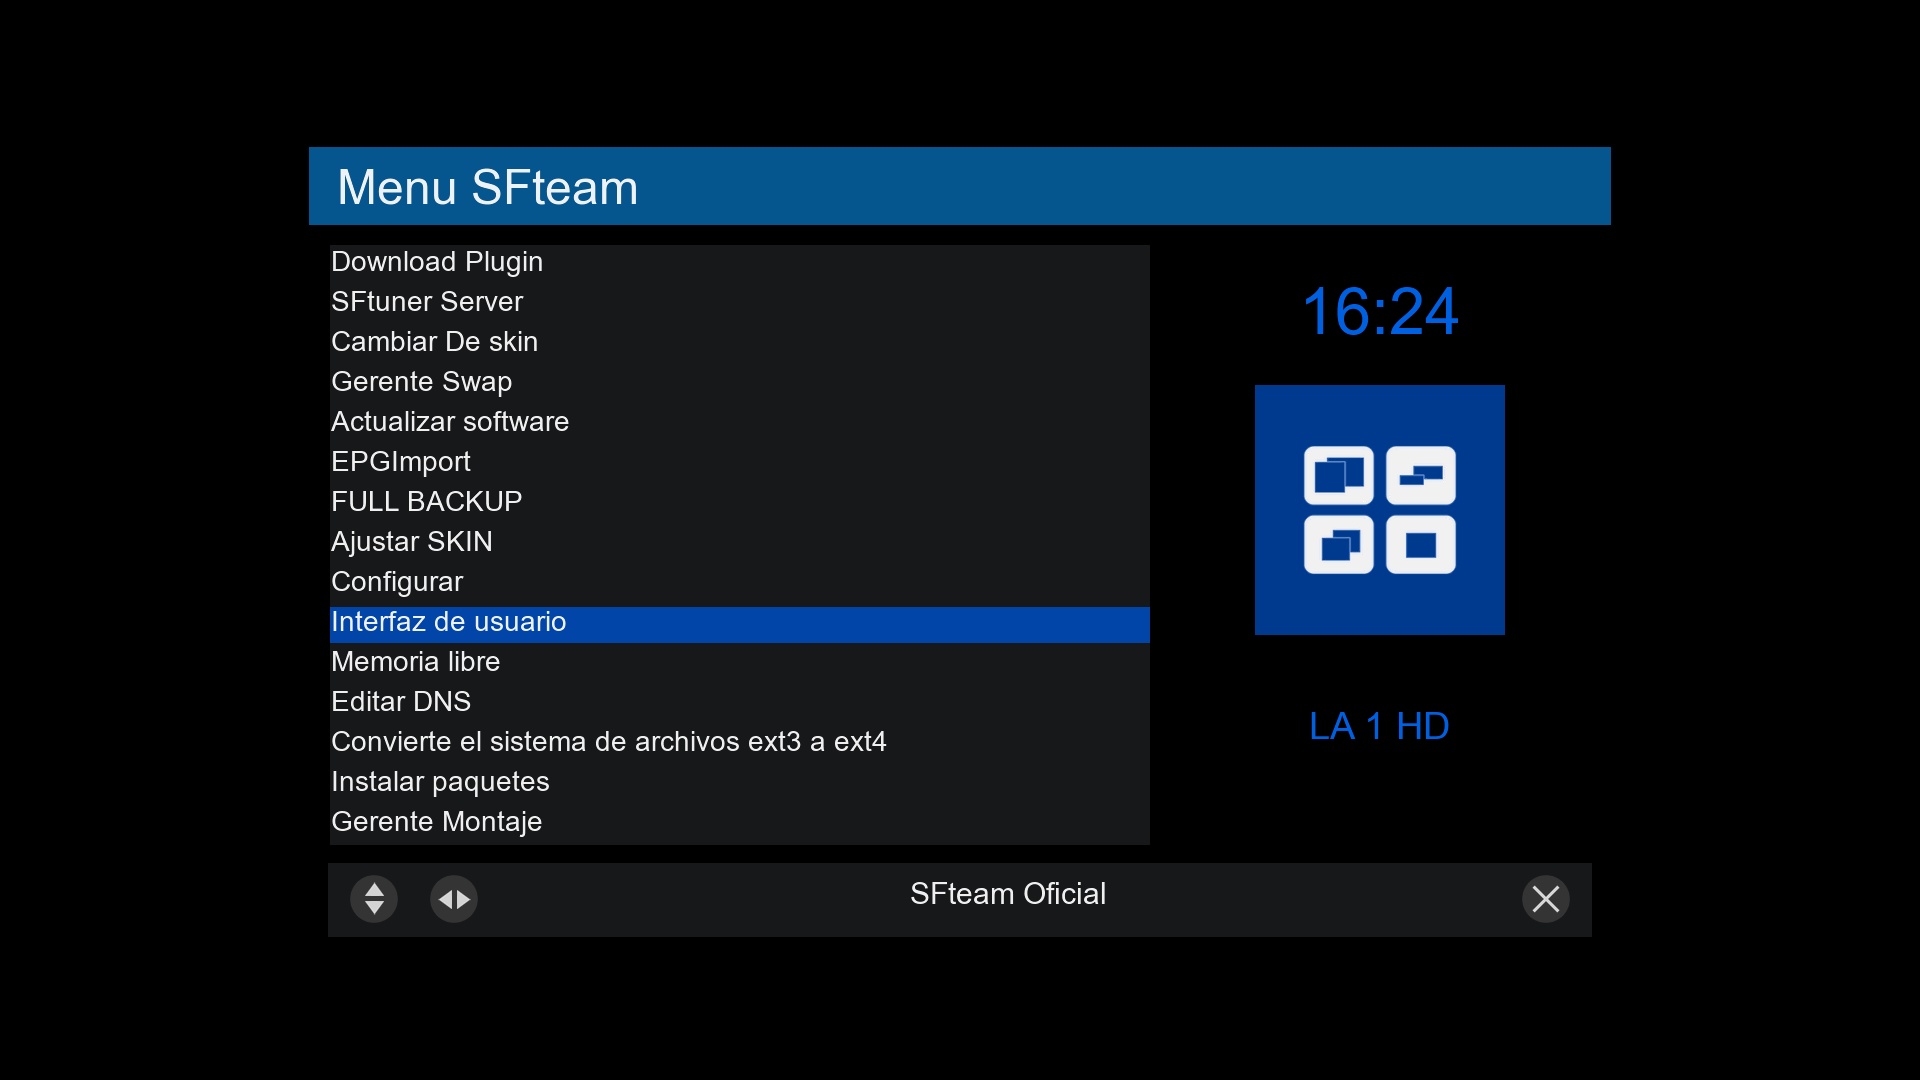 Menu SFteam
Download Plugin
SFtuner Server
Cambiar De skin
Gerente Swap
Actualizar software
EPGImport
FULL BACKUP
Ajustar SKIN
Configurar
Interfaz de usuario
Memoria libre
Editar DNS
Convierte el sistema de archivos ext3 a ext4
Instalar paquetes
Gerente Montaje
16:24
LA 1 HD
SFteam Oficial